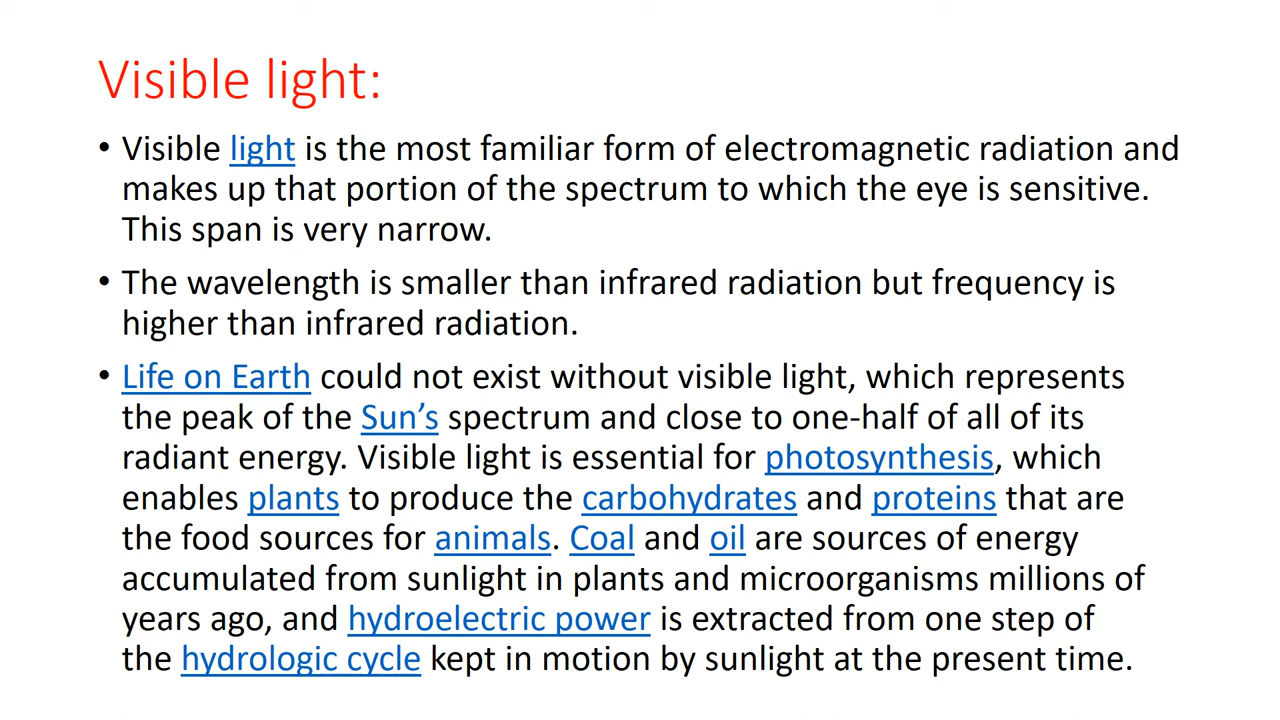 Visible light:
• Visible light is the most familiar form of electromagnetic radiation and
makes up that portion of the spectrum to which the eye is sensitive.
This span is very narrow.
• The wavelength is smaller than infrared radiation but frequency is
higher than infrared radiation.
• Life on Earth could not exist without visible light, which represents
the peak of the Sun’s spectrum and close to one-half of all of its
radiant energy. Visible light is essential for photosynthesis, which
enables plants to produce the carbohydrates and proteins that are
the food sources for animals. Coal and oil are sources of energy
accumulated from sunlight in plants and microorganisms millions of
years ago, and hydroelectric power is extracted from one step of
the hydrologic cycle kept in motion by sunlight at the present time.